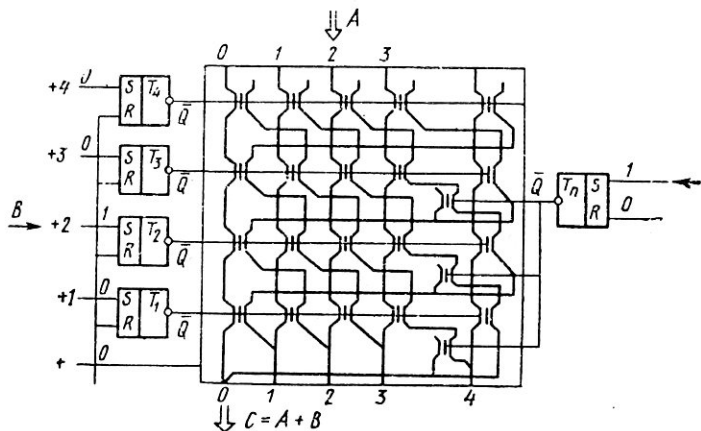 A
0 1 2 3
+4 0 S T4 R Q̄
+3 0 S T3 R Q̄
Q̄ Tn S 1 R 0
B +2 1 S T2 R Q̄
+1 0 S T1 R Q̄
+ 0
0 1 2 3 4
C = A + B